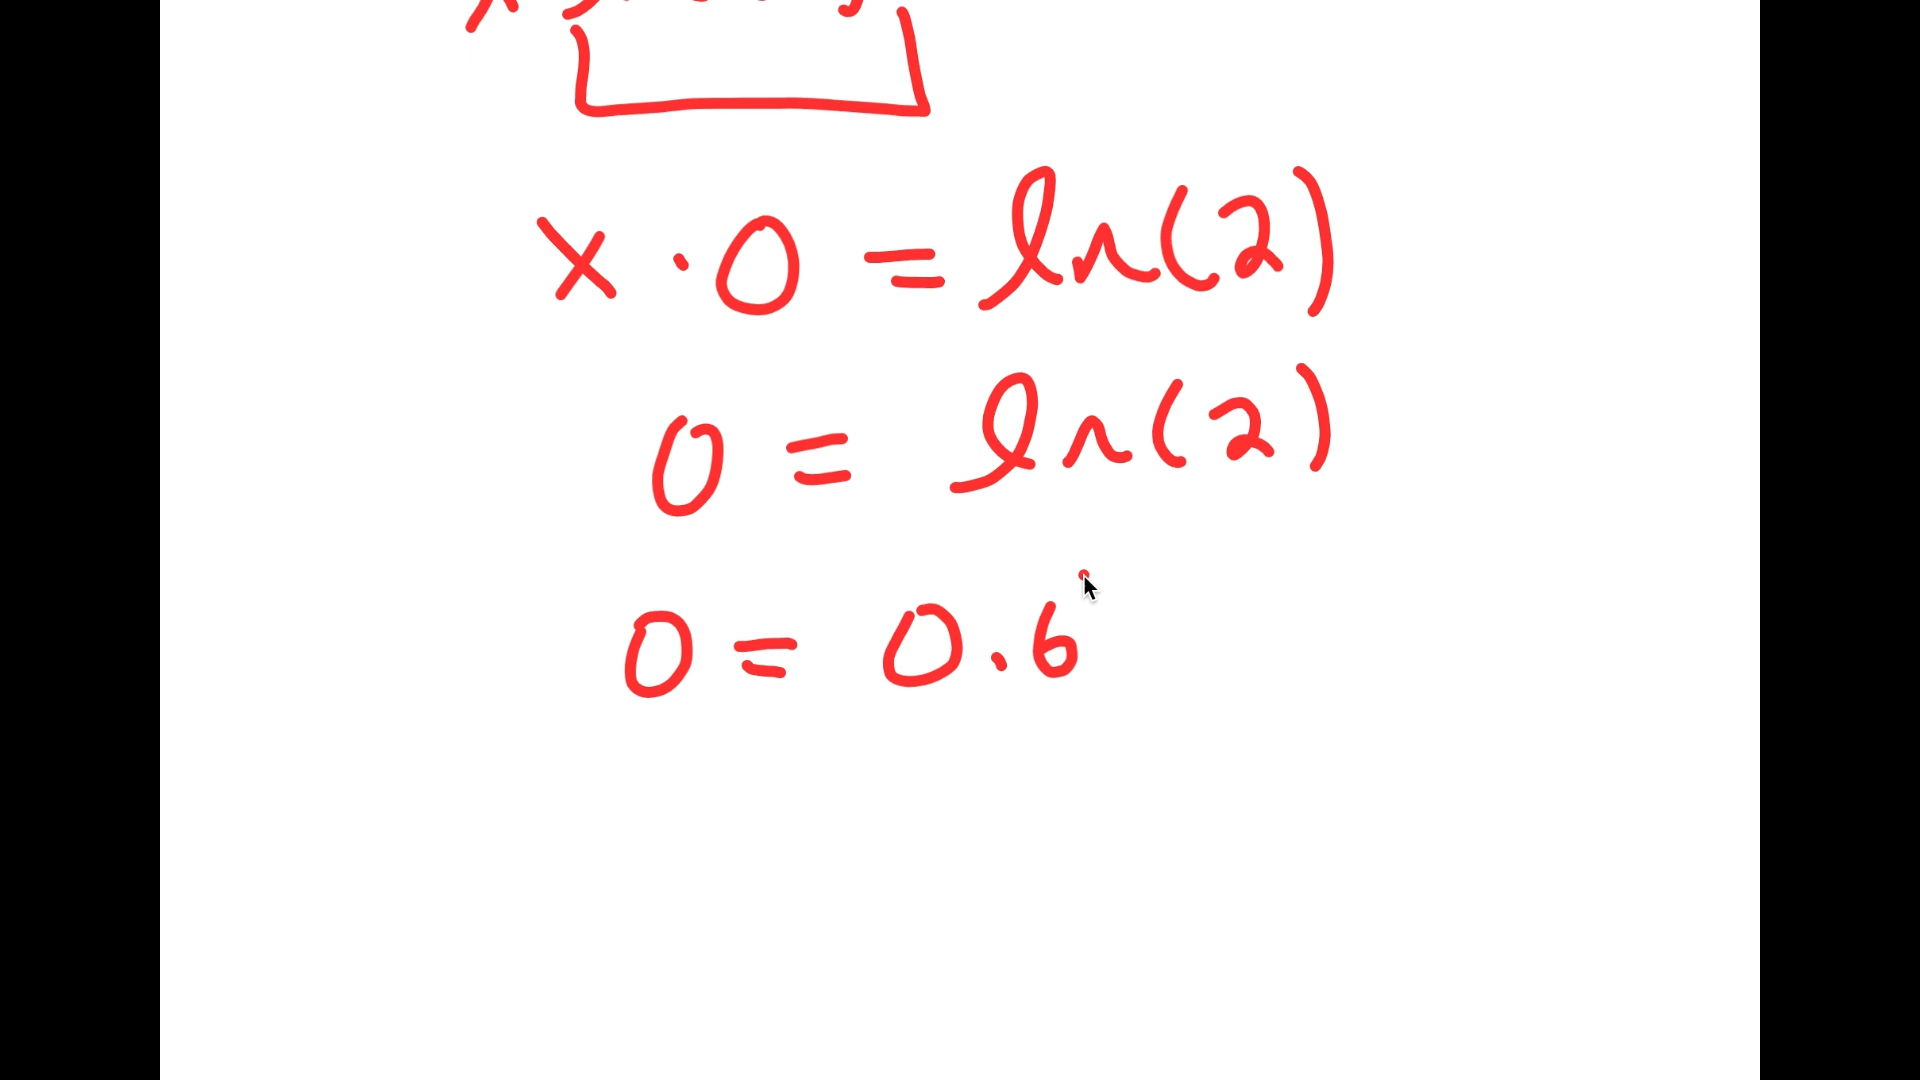 x · 0 = ln(2)
0 = ln(2)
0 = 0.6